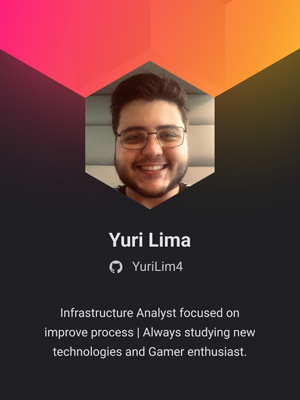 Yuri Lima
YuriLim4
Infrastructure Analyst focused on
improve process | Always studying new
technologies and Gamer enthusiast.